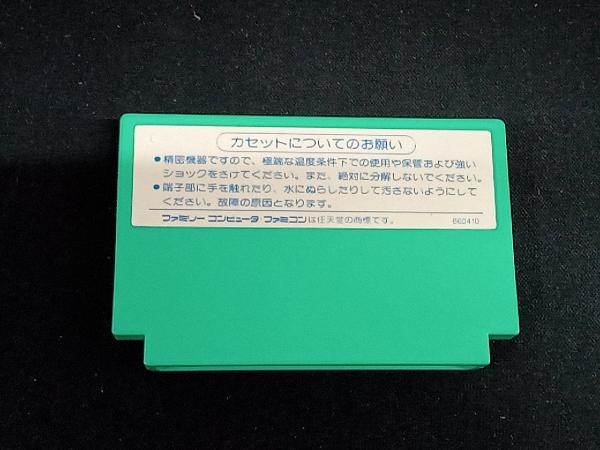 カセットについてのお願い
●精密機器ですので、極端な温度条件下での使用や保管および強い
ショックをさけてください。また、絶対に分解しないでください。
●端子部に手を触れたり、水にぬらしたりして汚さないようにして
ください。故障の原因となります。
ファミリーコンピュータ・ファミコンは任天堂の商標です。 860410